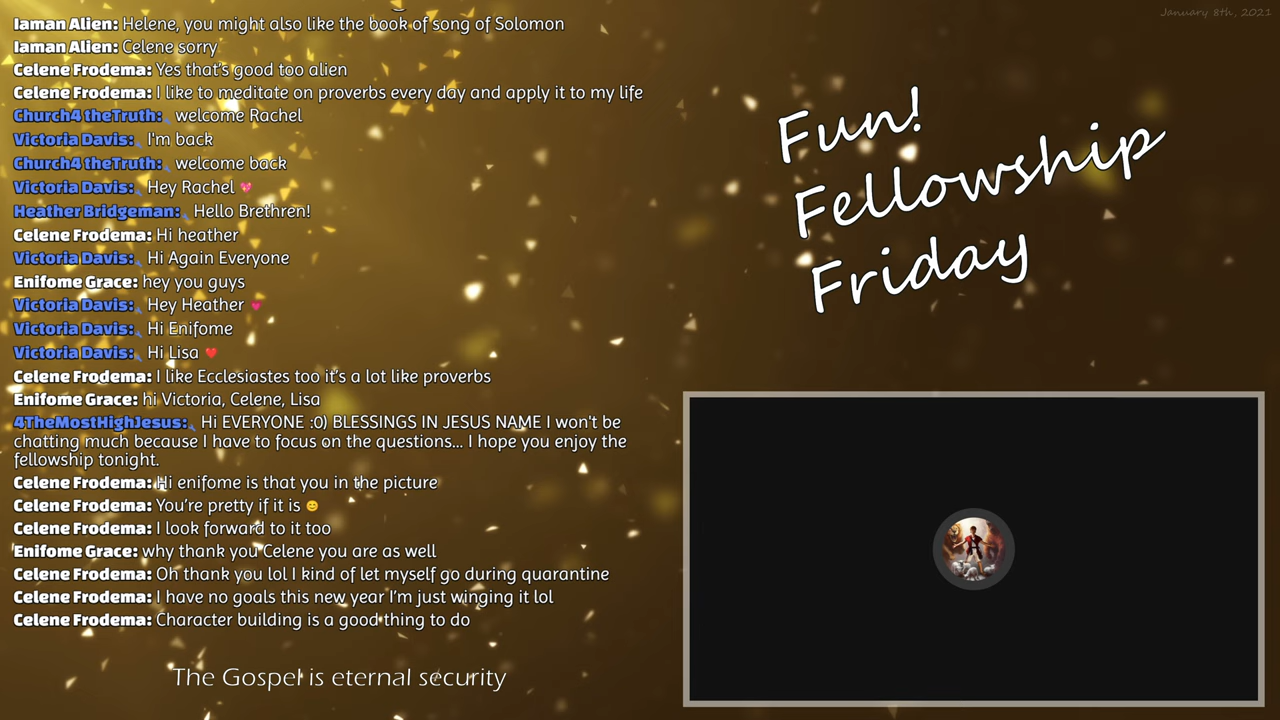 Iaman Alien: Helene, you might also like the book of song of Solomon
Iaman Alien: Celene sorry
Celene Frodema: Yes that's good too alien
Celene Frodema: I like to meditate on proverbs every day and apply it to my life
Church4 theTruth: welcome Rachel
Victoria Davis: I'm back
Church4 theTruth: welcome back
Victoria Davis: Hey Rachel 💖
Heather Bridgeman: Hello Brethren!
Celene Frodema: Hi heather
Victoria Davis: Hi Again Everyone
Enifome Grace: hey you guys
Victoria Davis: Hey Heather 💕
Victoria Davis: Hi Enifome
Victoria Davis: Hi Lisa ❤️
Celene Frodema: I like Ecclesiastes too it's a lot like proverbs
Enifome Grace: hi Victoria, Celene, Lisa
4TheMostHighJesus: Hi EVERYONE :0) BLESSINGS IN JESUS NAME I won't be
chatting much because I have to focus on the questions... I hope you enjoy the
fellowship tonight.
Celene Frodema: Hi enifome is that you in the picture
Celene Frodema: You're pretty if it is 😊
Celene Frodema: I look forward to it too
Enifome Grace: why thank you Celene you are as well
Celene Frodema: Oh thank you lol I kind of let myself go during quarantine
Celene Frodema: I have no goals this new year I'm just winging it lol
Celene Frodema: Character building is a good thing to do
The Gospel is eternal security
January 8th, 2021
Fun!
Fellowship
Friday